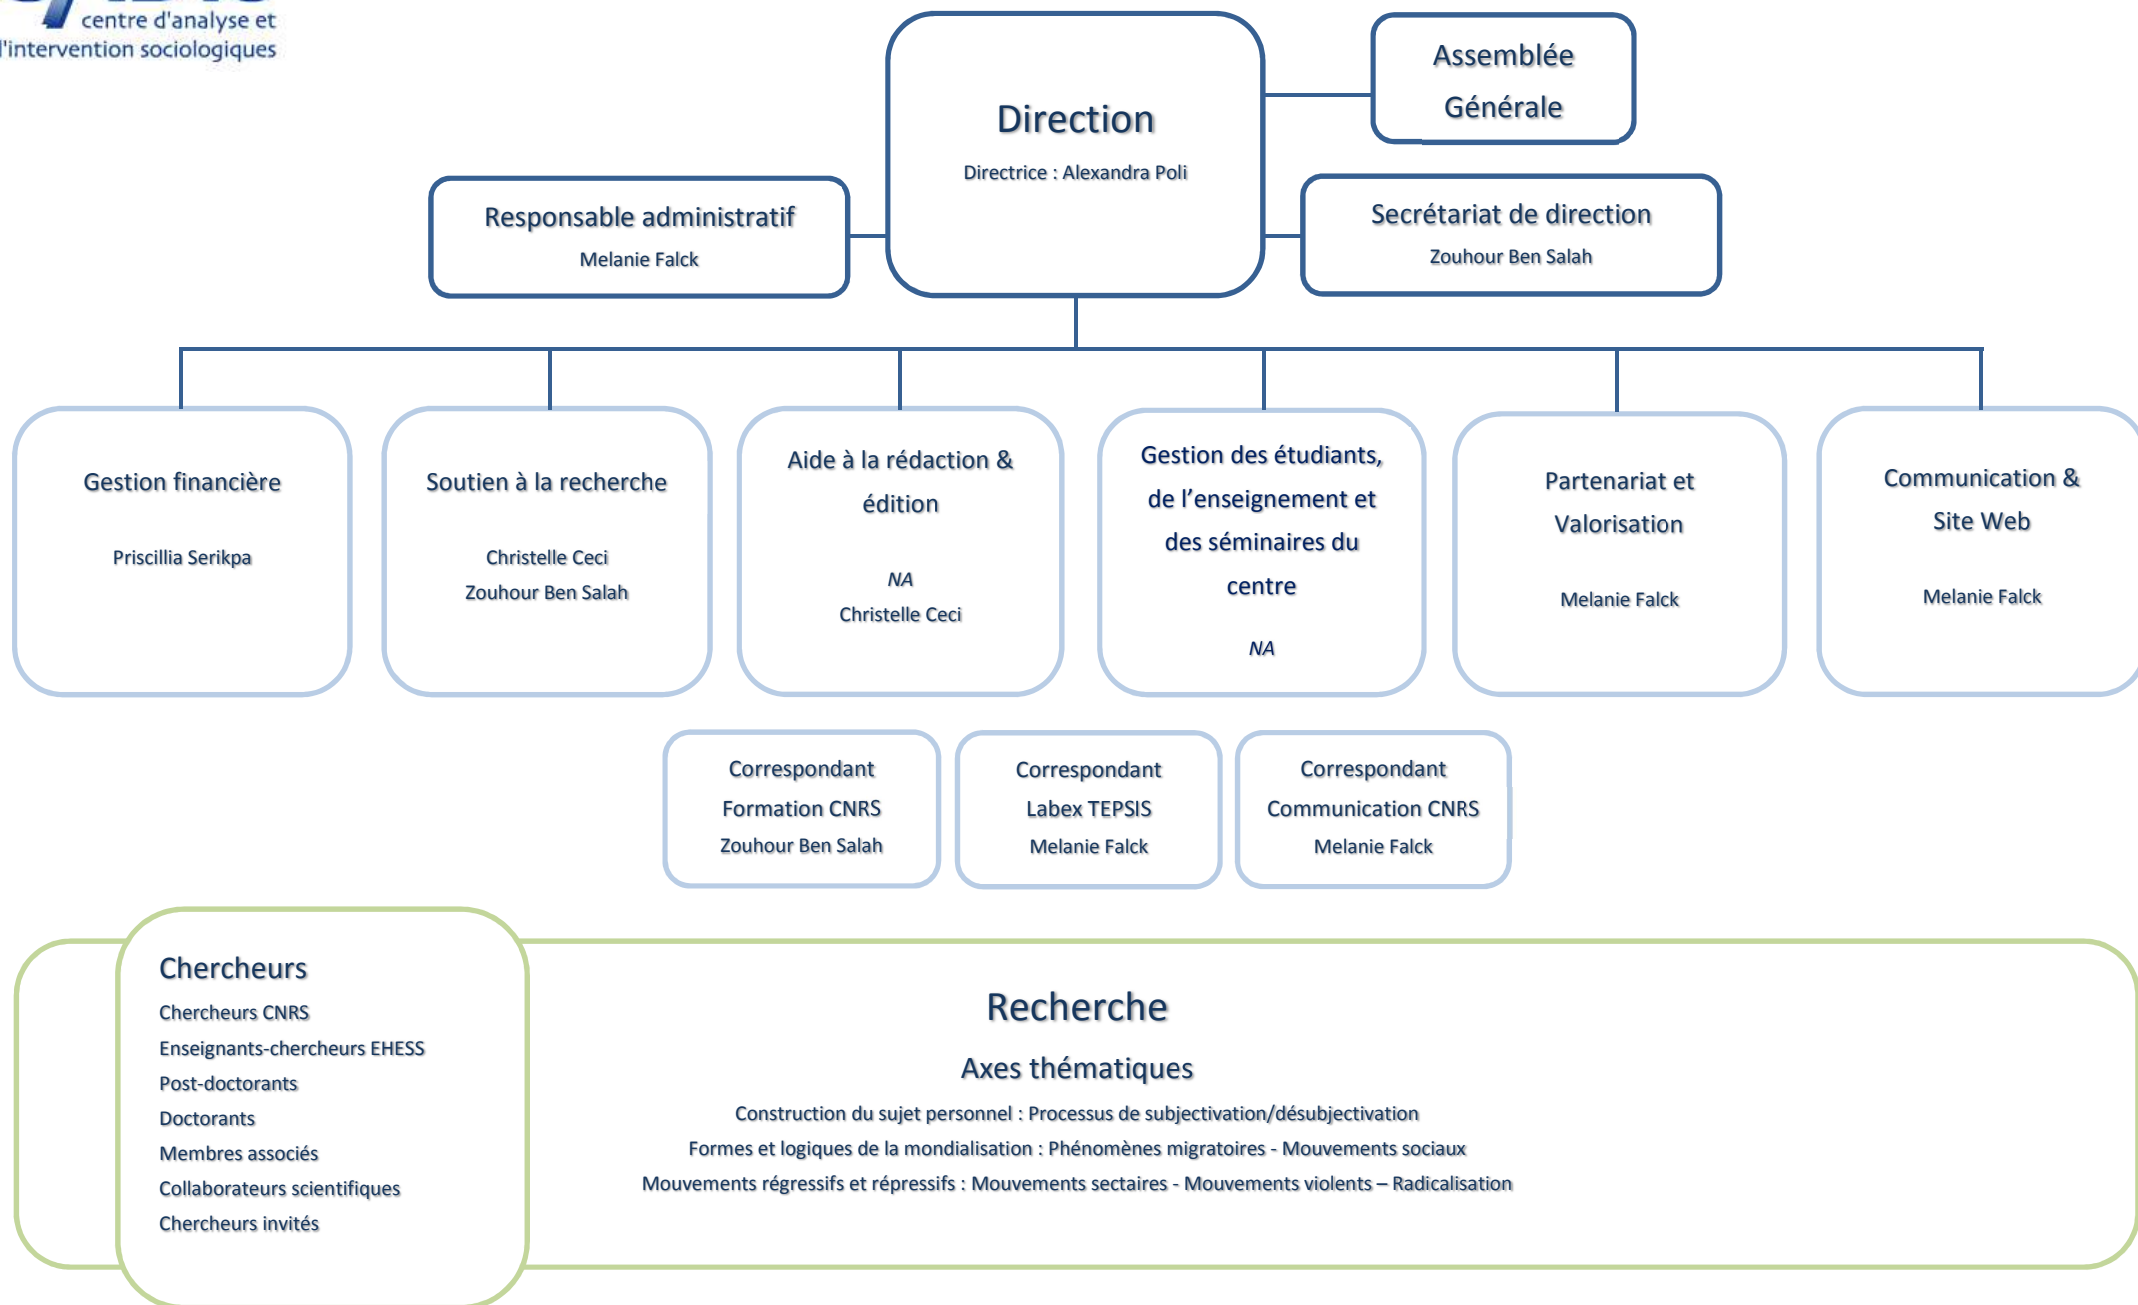 centre d'analyse et
l'intervention sociologiques
Assemblée
Générale
Direction
Directrice : Alexandra Poli
Responsable administratif
Melanie Falck
Secrétariat de direction
Zouhour Ben Salah
Gestion financière
Priscillia Serikpa
Soutien à la recherche
Christelle Ceci
Zouhour Ben Salah
Aide à la rédaction &
édition
NA
Christelle Ceci
Gestion des étudiants,
de l’enseignement et
des séminaires du
centre
NA
Partenariat et
Valorisation
Melanie Falck
Communication &
Site Web
Melanie Falck
Correspondant
Formation CNRS
Zouhour Ben Salah
Correspondant
Labex TEPSIS
Melanie Falck
Correspondant
Communication CNRS
Melanie Falck
Chercheurs
Chercheurs CNRS
Enseignants-chercheurs EHESS
Post-doctorants
Doctorants
Membres associés
Collaborateurs scientifiques
Chercheurs invités
Recherche
Axes thématiques
Construction du sujet personnel : Processus de subjectivation/désubjectivation
Formes et logiques de la mondialisation : Phénomènes migratoires - Mouvements sociaux
Mouvements régressifs et répressifs : Mouvements sectaires - Mouvements violents – Radicalisation